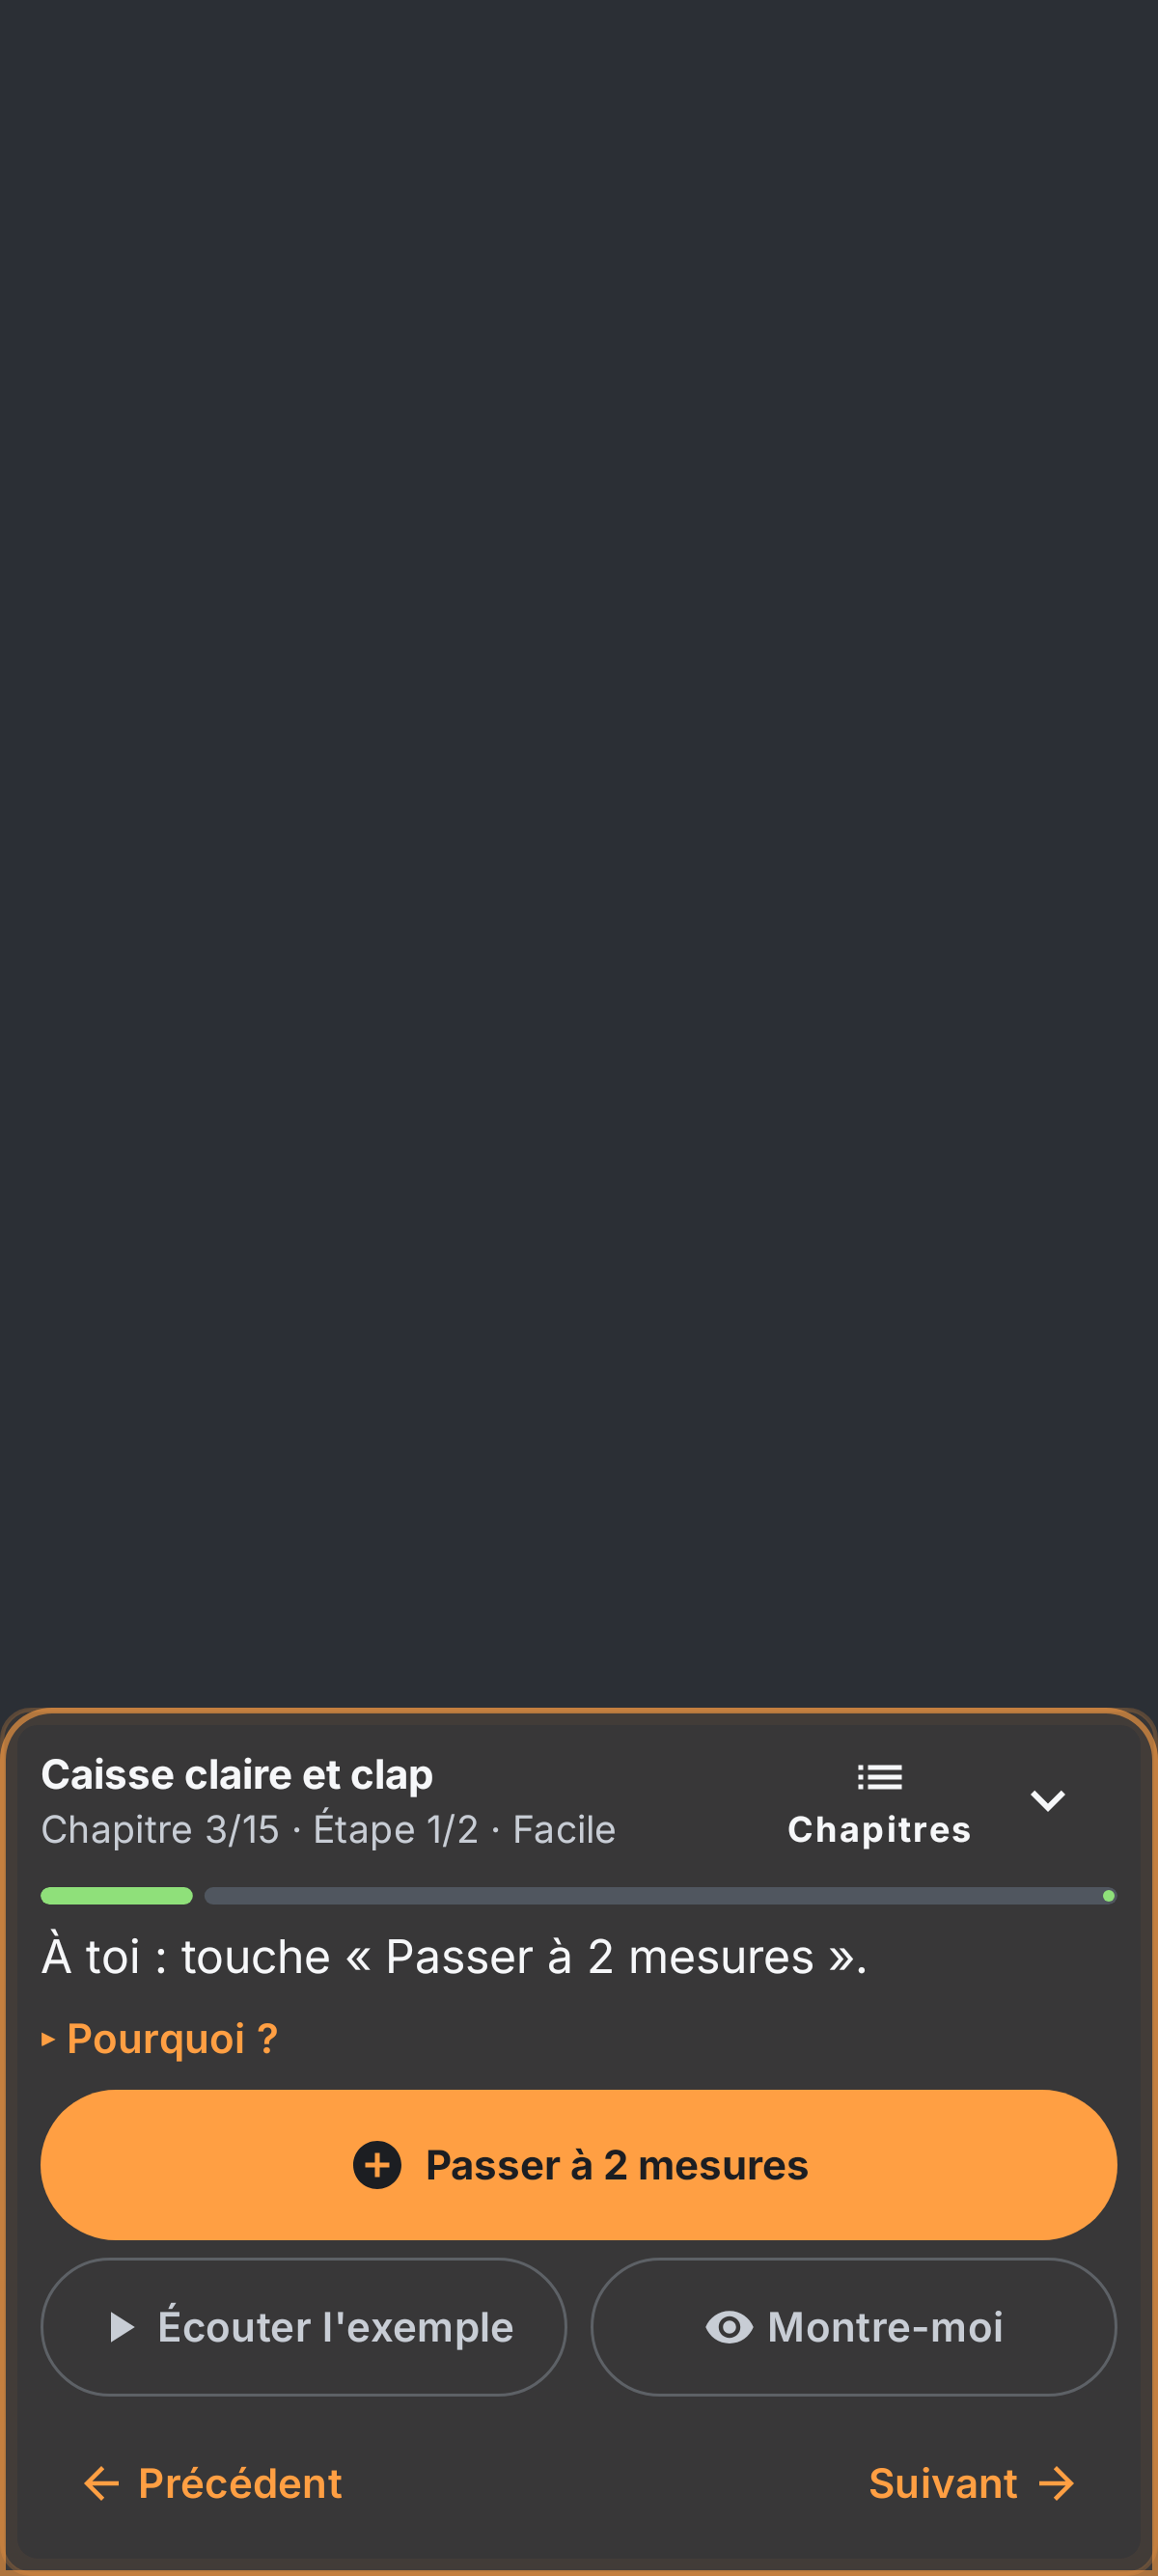 Caisse claire et clap
Chapitre 3/15 · Étape 1/2 · Facile
Chapitres
À toi : touche « Passer à 2 mesures ».
▸ Pourquoi ?
Passer à 2 mesures
Écouter l'exemple
Montre-moi
← Précédent
Suivant →